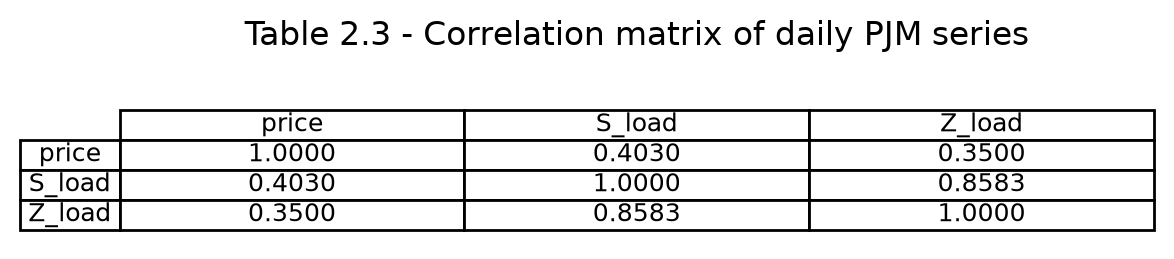 Table 2.3 - Correlation matrix of daily PJM series
price S_load Z_load
price 1.0000 0.4030 0.3500
S_load 0.4030 1.0000 0.8583
Z_load 0.3500 0.8583 1.0000